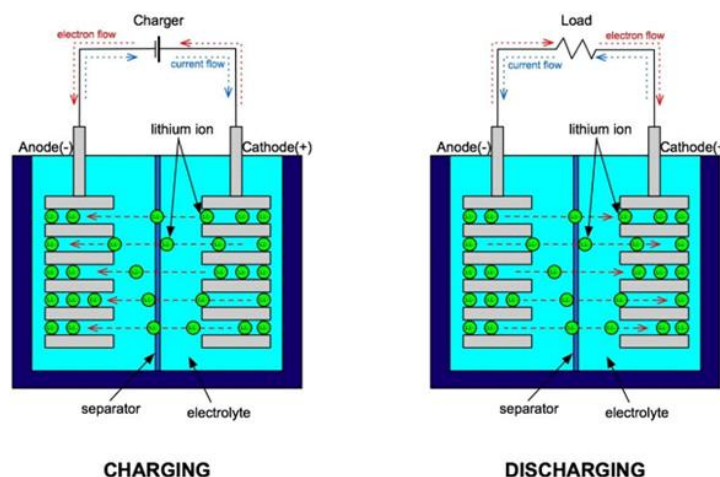 Charger
electron flow
current flow
lithium ion
Anode(-)
Cathode(+)
separator
electrolyte
CHARGING
Load
electron flow
current flow
lithium ion
Anode(-)
Cathode(-
separator
electrolyte
DISCHARGING